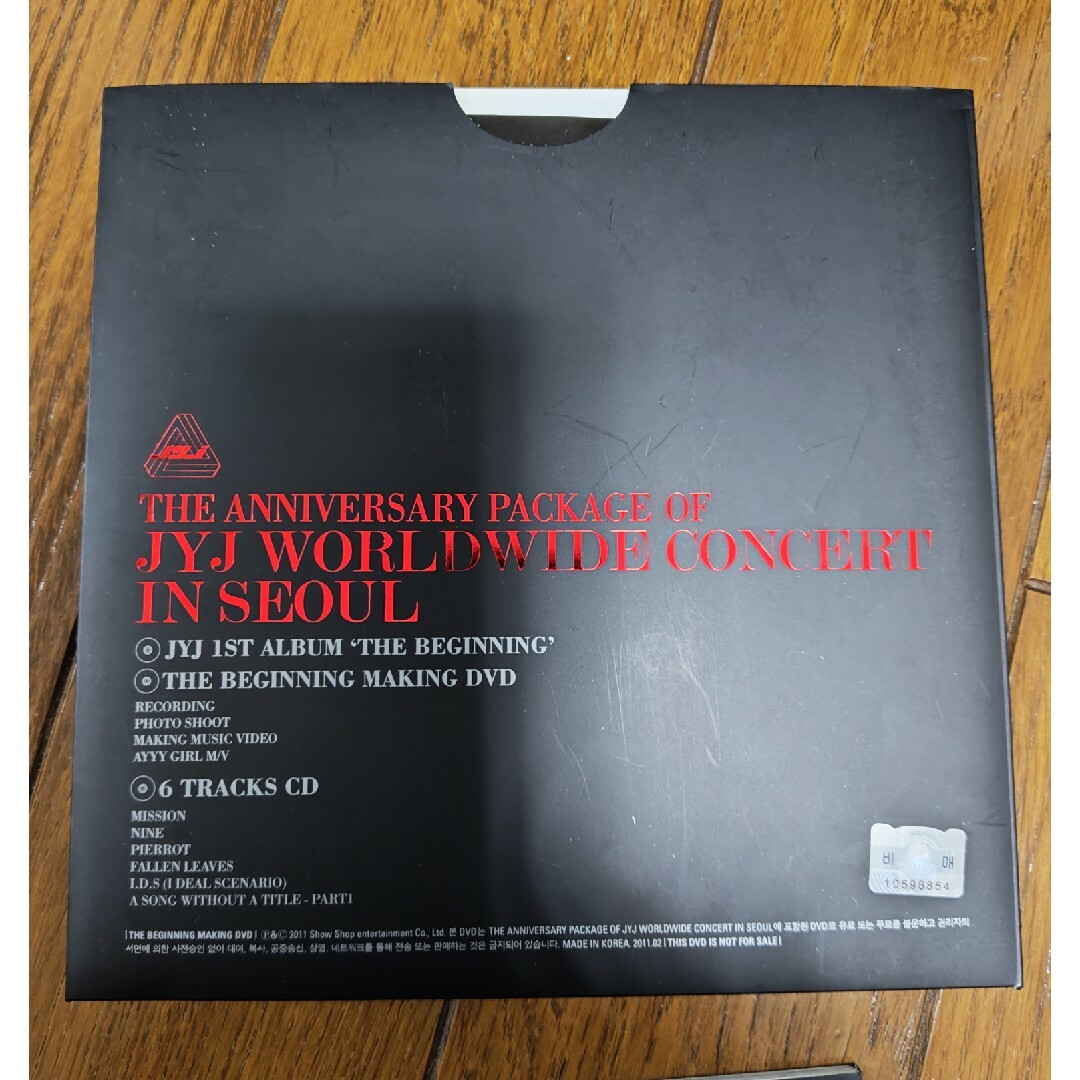 JYJ
THE ANNIVERSARY PACKAGE OF
JYJ WORLDWIDE CONCERT
IN SEOUL
JYJ 1ST ALBUM ‘THE BEGINNING’
THE BEGINNING MAKING DVD
RECORDING
PHOTO SHOOT
MAKING MUSIC VIDEO
AYYY GIRL M/V
6 TRACKS CD
MISSION
NINE
PIERROT
FALLEN LEAVES
I.D.S (I DEAL SCENARIO)
A SONG WITHOUT A TITLE - PART1
비 매
10596854
| THE BEGINNING MAKING DVD | ℗&© 2011 Show Shop entertainment Co., Ltd. 본 DVD는 THE ANNIVERSARY PACKAGE OF JYJ WORLDWIDE CONCERT IN SEOUL에 포함된 DVD로 유료 또는 무료를 불문하고 권리자의
서면에 의한 사전승인 없이 대여, 복사, 공중송신, 상영, 네트워크를 통해 전송 또는 판매하는 것은 금지되어 있습니다. MADE IN KOREA, 2011.02 | THIS DVD IS NOT FOR SALE |